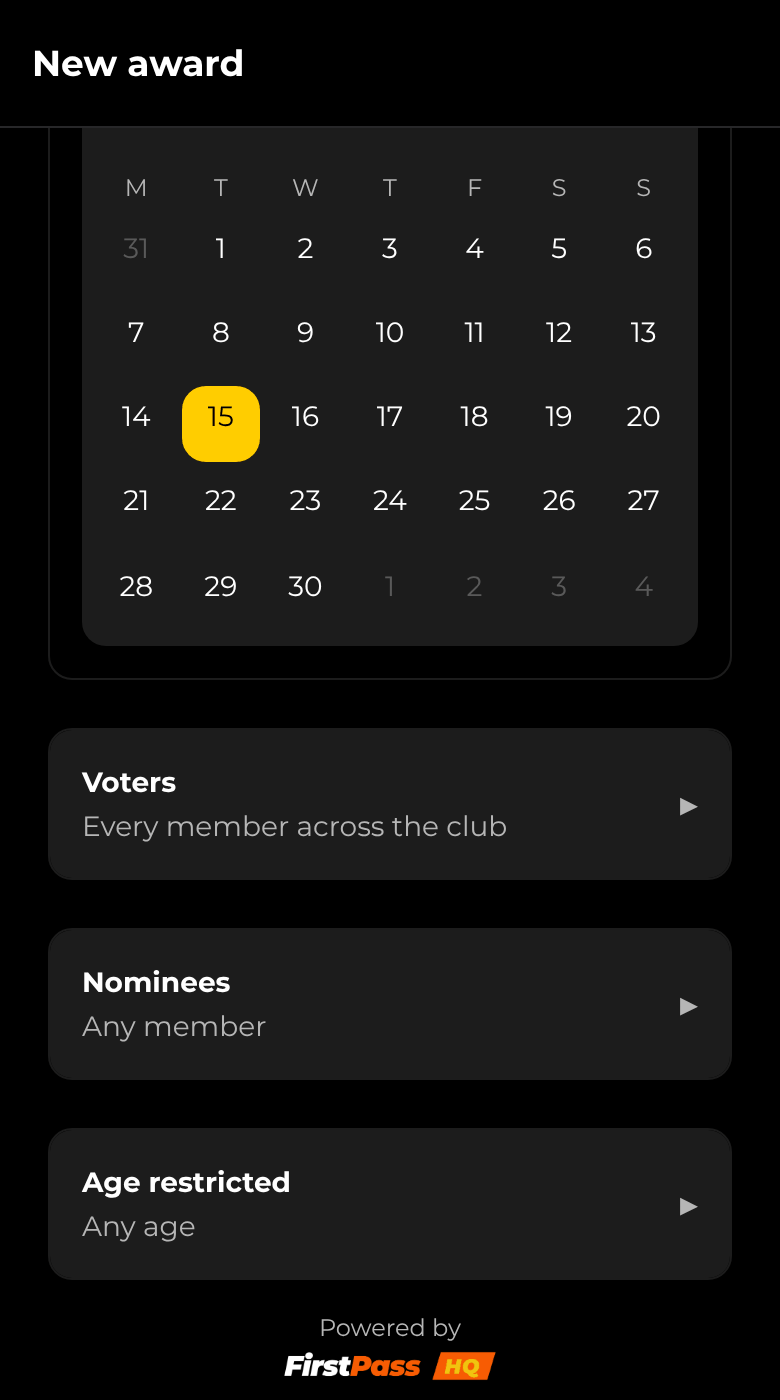 New award
M T W T F S S
31 1 2 3 4 5 6
7 8 9 10 11 12 13
14 15 16 17 18 19 20
21 22 23 24 25 26 27
28 29 30 1 2 3 4
Voters
Every member across the club
▶
Nominees
Any member
▶
Age restricted
Any age
▶
Powered by
FirstPass HQ